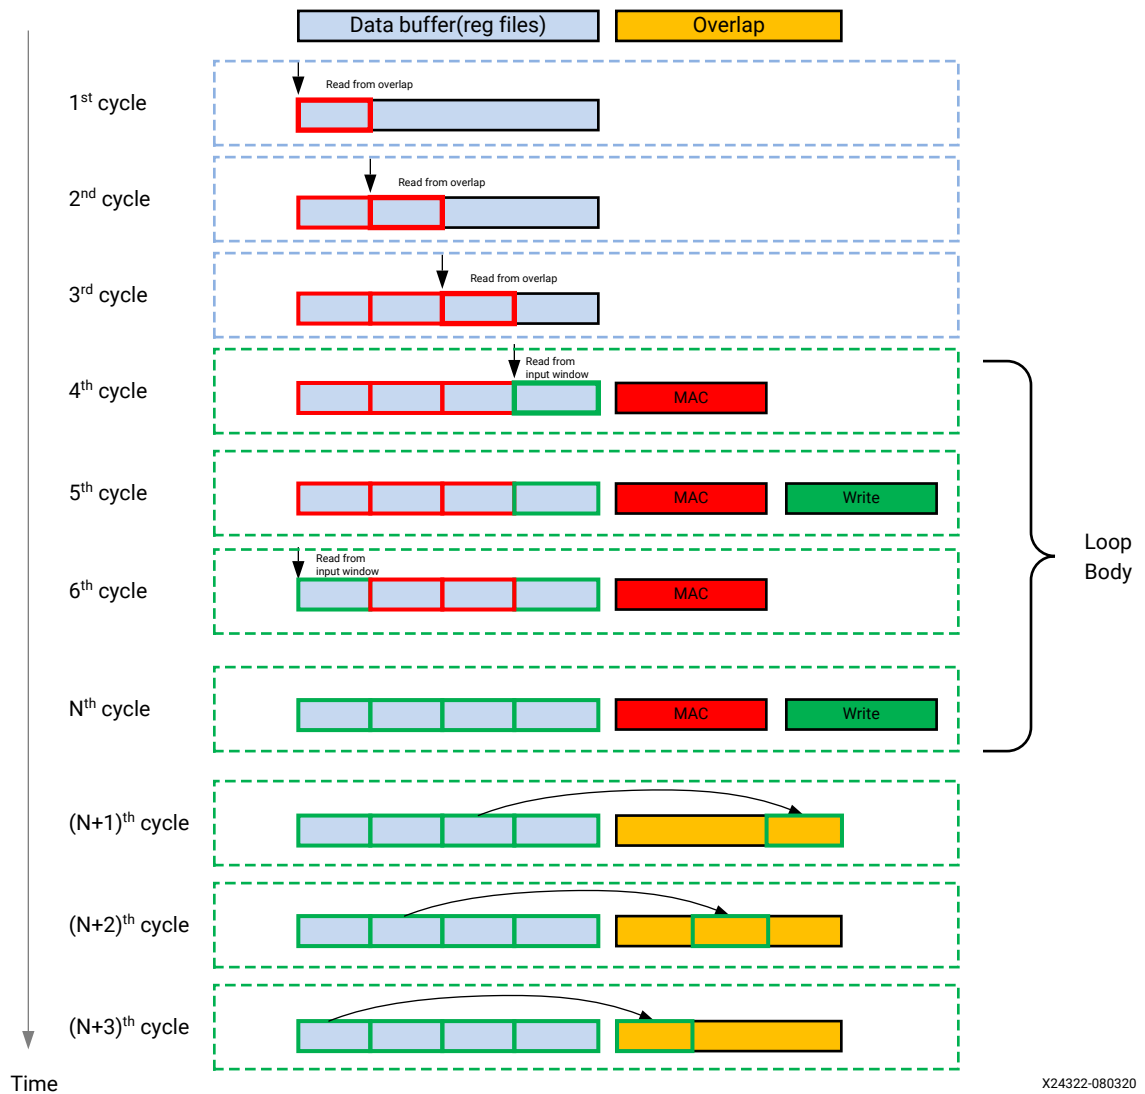 Data buffer(reg files) Overlap
1st cycle
Read from overlap
2nd cycle
Read from overlap
3rd cycle
Read from overlap
4th cycle
Read from
input window
MAC
5th cycle
MAC Write
6th cycle
Read from
input window
MAC
Loop
Body
Nth cycle
MAC Write
(N+1)th cycle
(N+2)th cycle
(N+3)th cycle
Time
X24322-080320